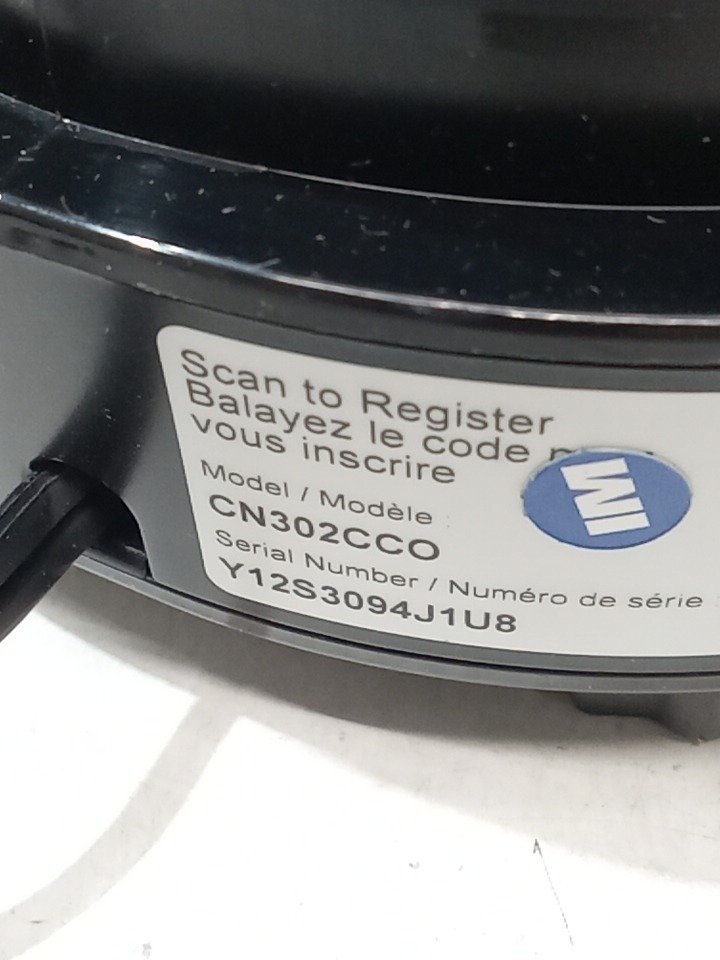 Scan to Register
Balayez le code
vous inscrire
Model / Modèle
CN302CCO
Serial Number / Numéro de série
Y12S3094J1U8